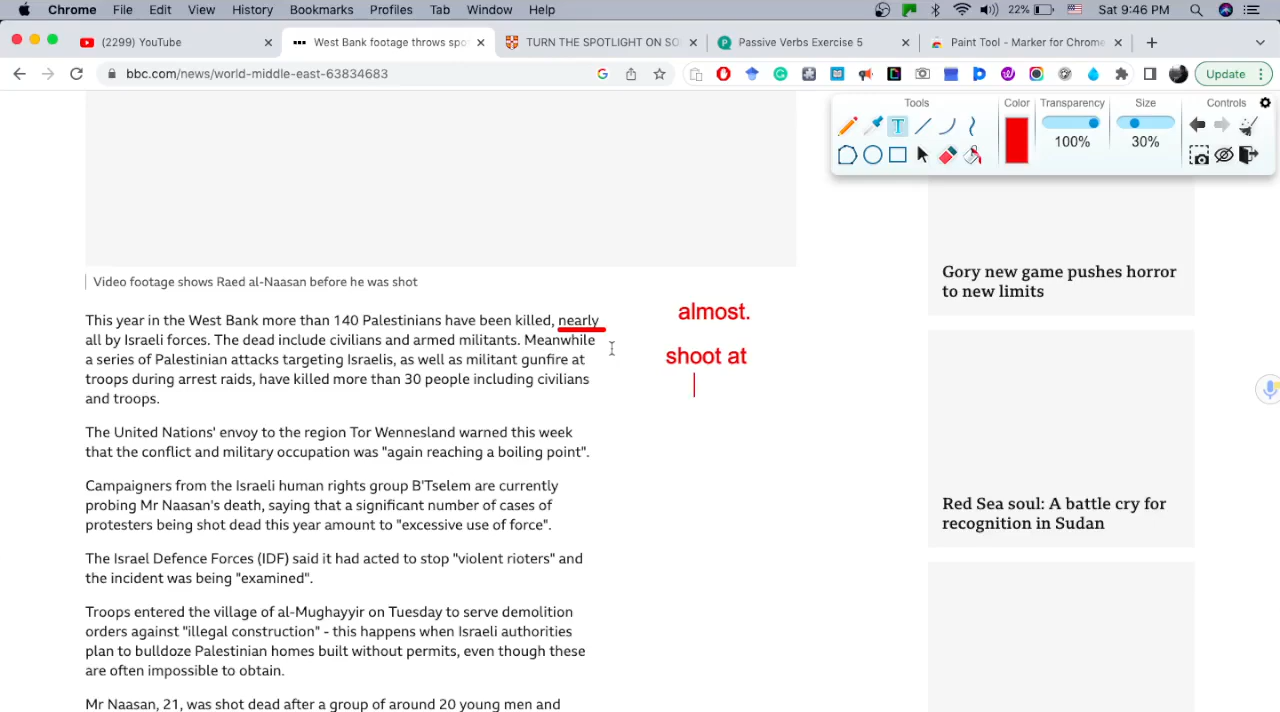 Chrome File Edit View History Bookmarks Profiles Tab Window Help 22% Sat 9:46 PM
(2299) YouTube West Bank footage throws spo TURN THE SPOTLIGHT ON SO Passive Verbs Exercise 5 Paint Tool - Marker for Chrome
bbc.com/news/world-middle-east-63834683 Update
Tools Color Transparency Size Controls
T 100% 30%
Video footage shows Raed al-Naasan before he was shot
This year in the West Bank more than 140 Palestinians have been killed, nearly
all by Israeli forces. The dead include civilians and armed militants. Meanwhile
a series of Palestinian attacks targeting Israelis, as well as militant gunfire at
troops during arrest raids, have killed more than 30 people including civilians
and troops.
almost.
shoot at
The United Nations' envoy to the region Tor Wennesland warned this week
that the conflict and military occupation was "again reaching a boiling point".
Campaigners from the Israeli human rights group B'Tselem are currently
probing Mr Naasan's death, saying that a significant number of cases of
protesters being shot dead this year amount to "excessive use of force".
The Israel Defence Forces (IDF) said it had acted to stop "violent rioters" and
the incident was being "examined".
Troops entered the village of al-Mughayyir on Tuesday to serve demolition
orders against "illegal construction" - this happens when Israeli authorities
plan to bulldoze Palestinian homes built without permits, even though these
are often impossible to obtain.
Mr Naasan, 21, was shot dead after a group of around 20 young men and
Gory new game pushes horror
to new limits
Red Sea soul: A battle cry for
recognition in Sudan